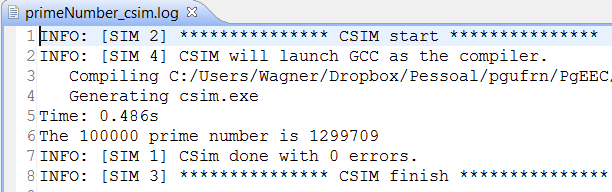 primeNumber_csim.log
1 INFO: [SIM 2] *************** CSIM start ***************
2 INFO: [SIM 4] CSIM will launch GCC as the compiler.
3 Compiling C:/Users/Wagner/Dropbox/Pessoal/pgufrn/PgEEC/
4 Generating csim.exe
5 Time: 0.486s
6 The 100000 prime number is 1299709
7 INFO: [SIM 1] CSim done with 0 errors.
8 INFO: [SIM 3] *************** CSIM finish ***************